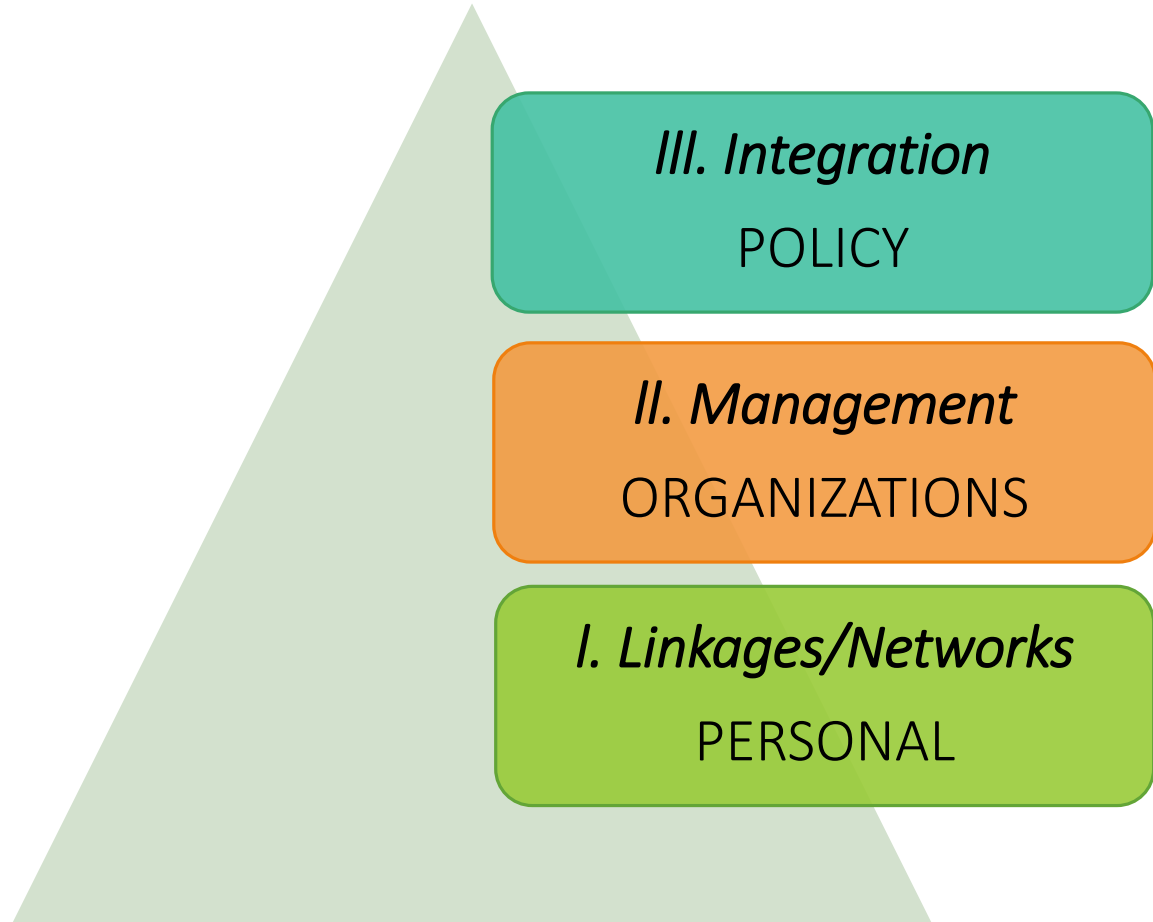 III. Integration
POLICY
II. Management
ORGANIZATIONS
I. Linkages/Networks
PERSONAL